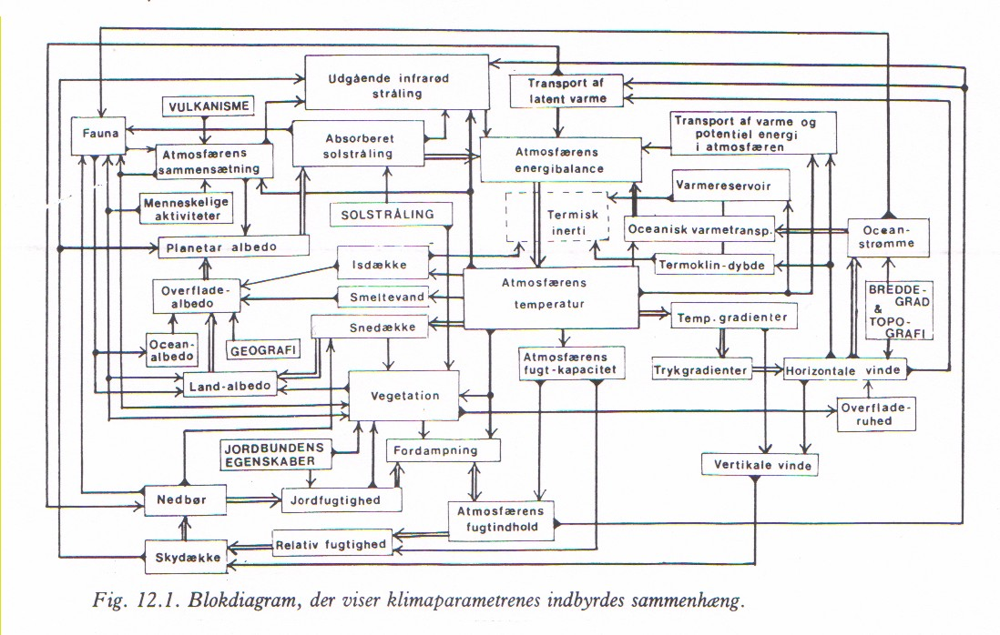 Udgående infrarød
stråling
Transport af
latent varme
VULKANISME
Fauna
Absorberet
solstråling
Transport af varme og
potentiel energi
i atmosfæren
Atmosfærens
sammensætning
Atmosfærens
energibalance
Varmereservoir
Menneskelige
aktiviteter
SOLSTRÅLING
Termisk
inerti
Oceanisk varmetransp.
Ocean-
strømme
Planetar albedo
Isdække
Termoklin-dybde
Overflade-
albedo
Smeltevand
Atmosfærens
temperatur
BREDDE-
GRAD
&
TOPO-
GRAFI
Snedække
Temp. gradienter
Ocean-
albedo
GEOGRAFI
Atmosfærens
fugt-kapacitet
Trykgradienter
Horizontale vinde
Land-albedo
Vegetation
Overflade-
ruhed
JORDBUNDENS
EGENSKABER
Fordampning
Vertikale vinde
Nedbør
Jordfugtighed
Atmosfærens
fugtindhold
Skydække
Relativ fugtighed
Fig. 12.1. Blokdiagram, der viser klimaparametrenes indbyrdes sammenhæng.